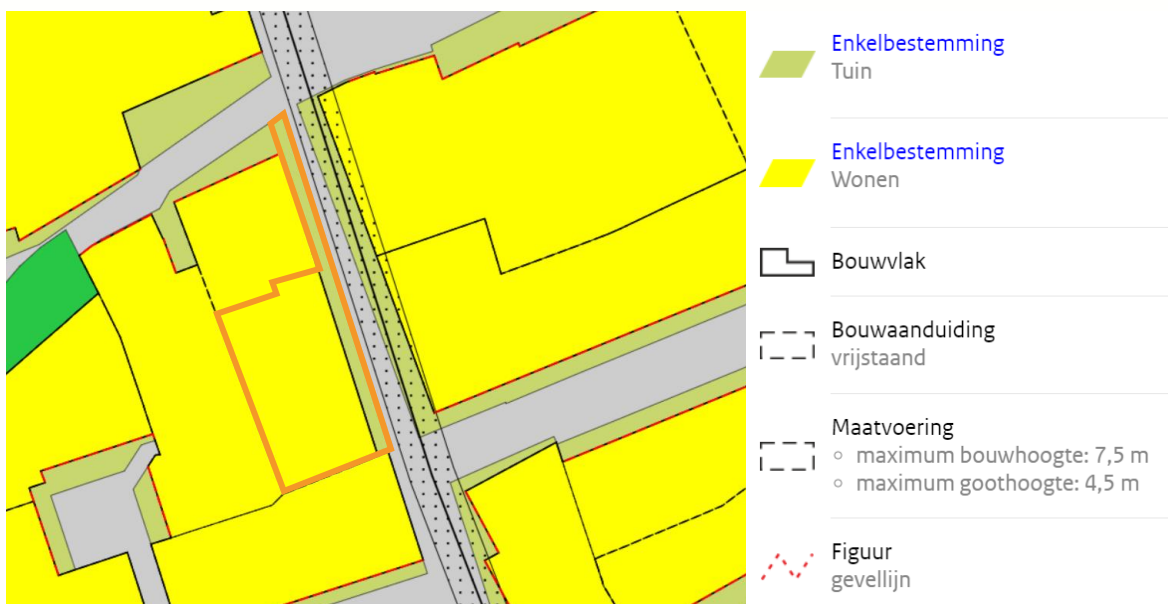 Enkelbestemming
Tuin
Enkelbestemming
Wonen
Bouwvlak
Bouwaanduiding
vrijstaand
Maatvoering
maximum bouwhoogte: 7,5 m
maximum goothoogte: 4,5 m
Figuur
gevellijn